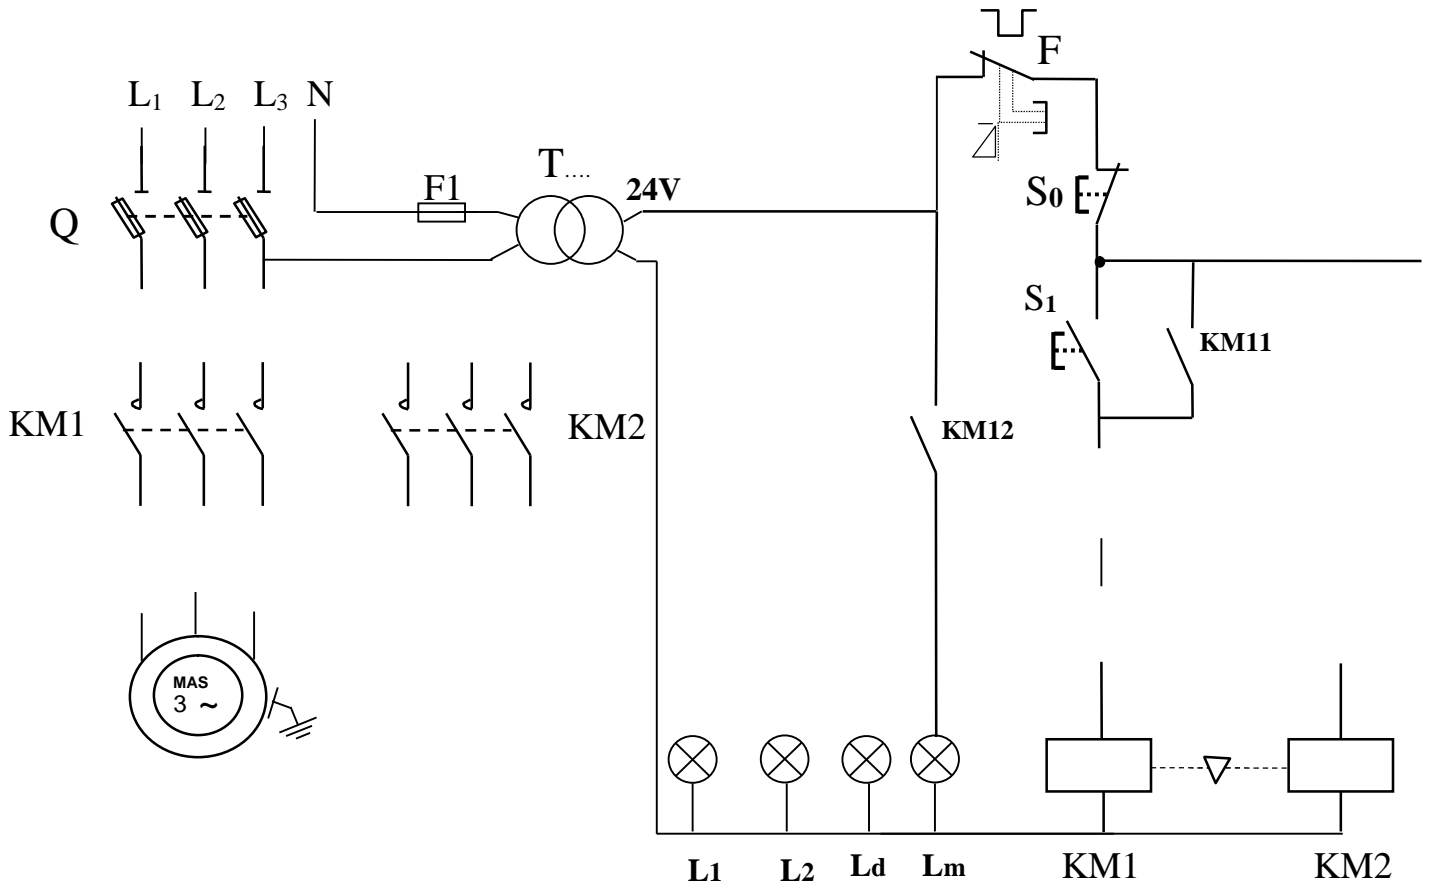 F
L1 L2 L3 N
T....
F1 24V
S0
Q
S1
KM11
KM1 KM2 KM12
MAS
3 ~
L1 L2 Ld Lm KM1 KM2